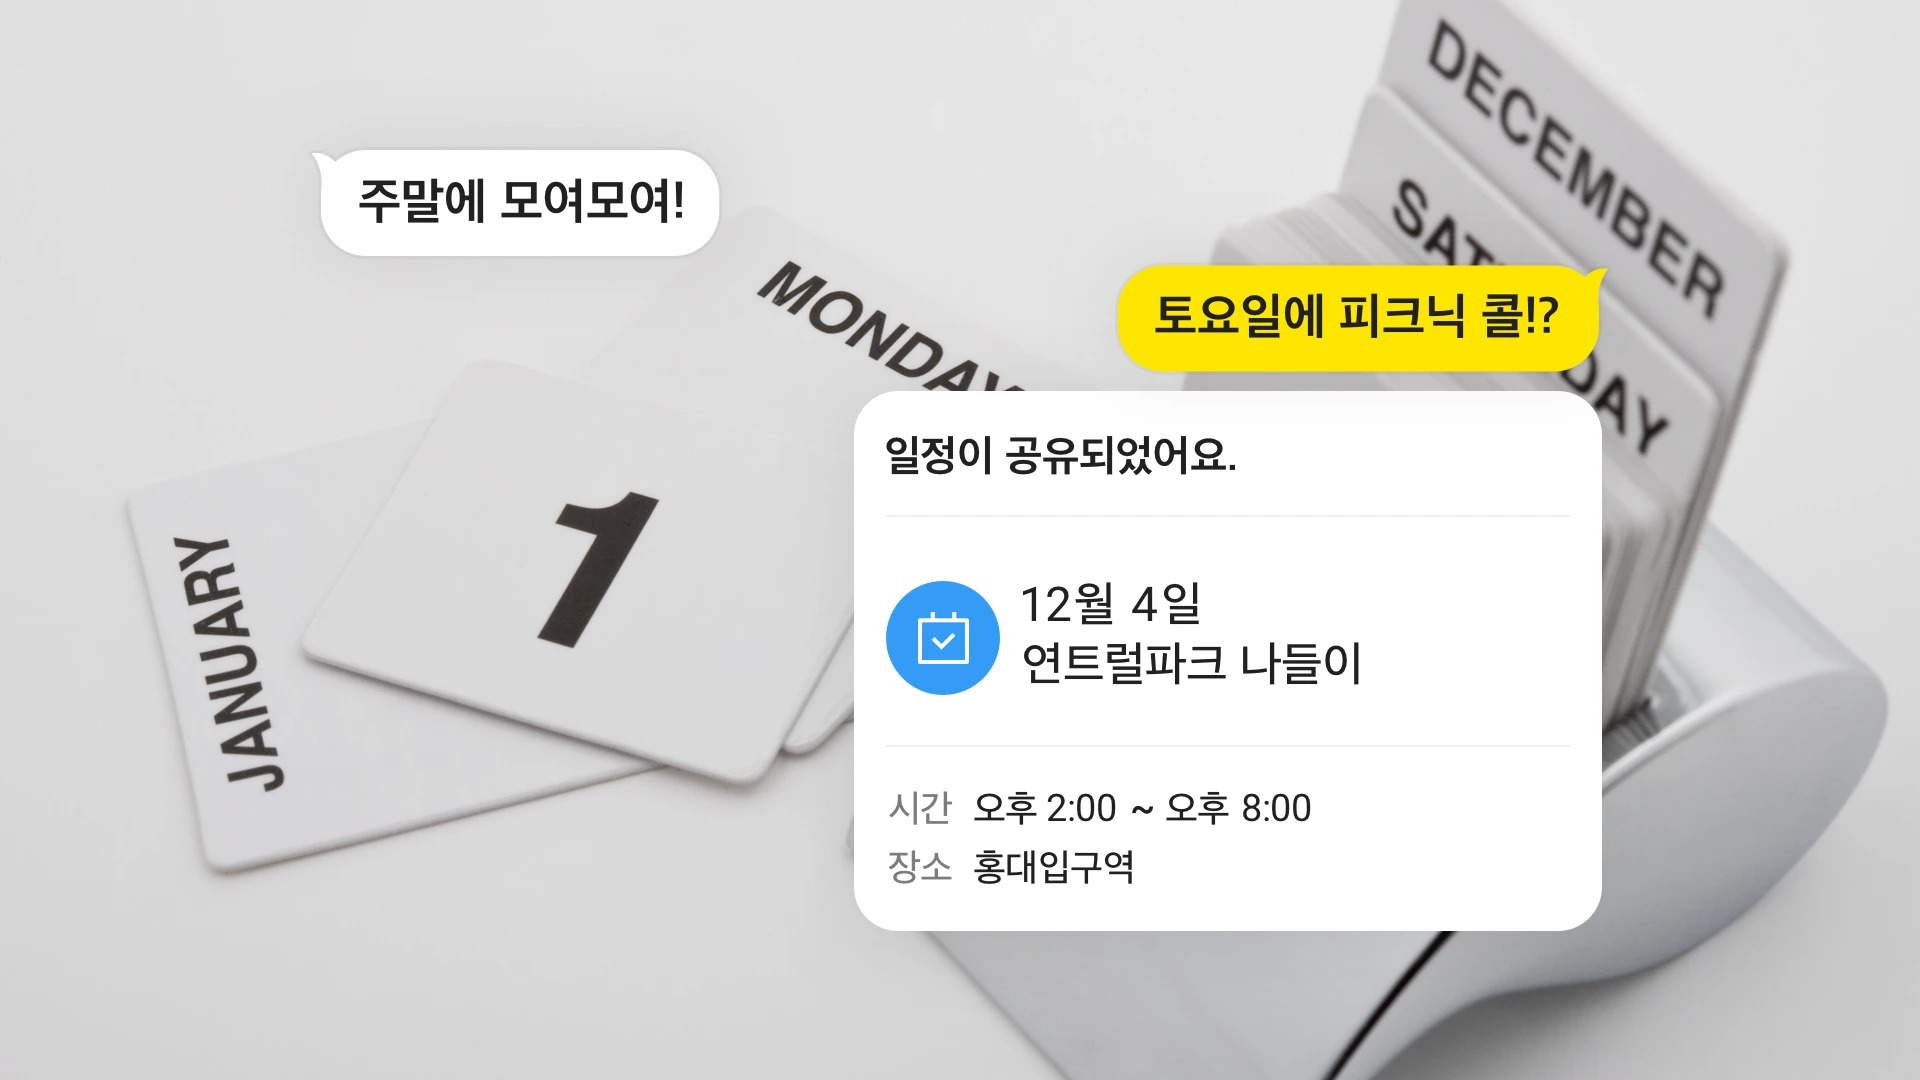 주말에 모여모여!
토요일에 피크닉 콜!?
일정이 공유되었어요.
12월 4일
연트럴파크 나들이
시간 오후 2:00 ~ 오후 8:00
장소 홍대입구역
DECEMBER
MONDAY
1
JANUARY